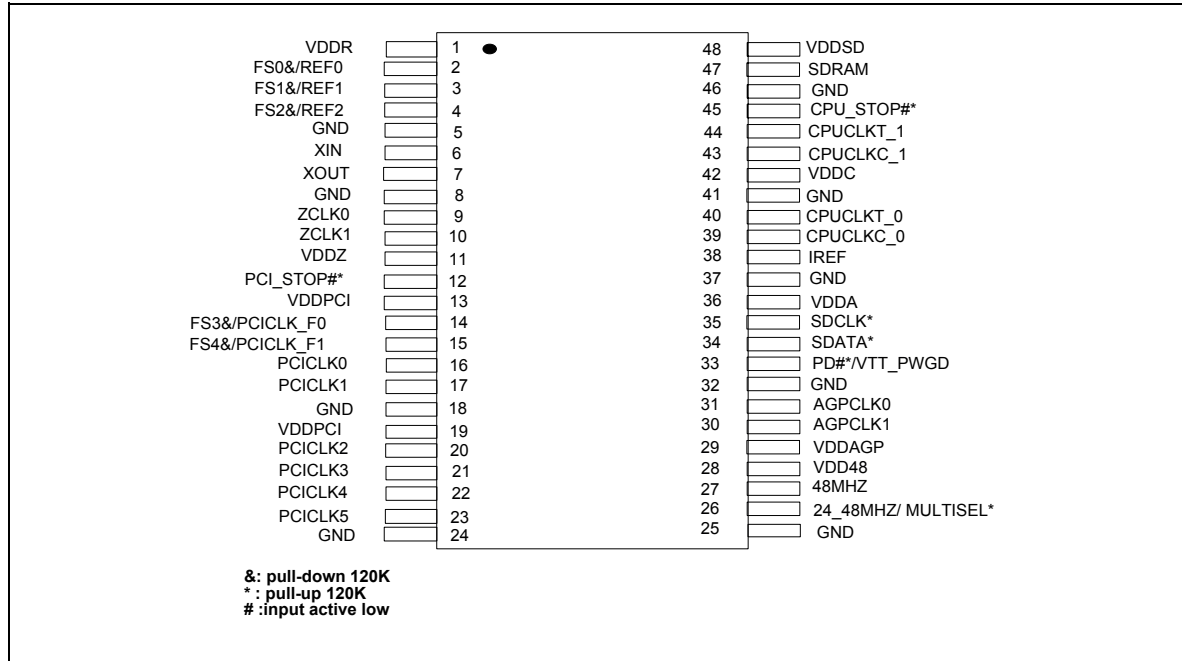 VDDR 1 48 VDDSD
FS0&/REF0 2 47 SDRAM
FS1&/REF1 3 46 GND
FS2&/REF2 4 45 CPU_STOP#*
GND 5 44 CPUCLKT_1
XIN 6 43 CPUCLKC_1
XOUT 7 42 VDDC
GND 8 41 GND
ZCLK0 9 40 CPUCLKT_0
ZCLK1 10 39 CPUCLKC_0
VDDZ 11 38 IREF
PCI_STOP#* 12 37 GND
VDDPCI 13 36 VDDA
FS3&/PCICLK_F0 14 35 SDCLK*
FS4&/PCICLK_F1 15 34 SDATA*
PCICLK0 16 33 PD#*/VTT_PWGD
PCICLK1 17 32 GND
GND 18 31 AGPCLK0
VDDPCI 19 30 AGPCLK1
PCICLK2 20 29 VDDAGP
PCICLK3 21 28 VDD48
PCICLK4 22 27 48MHZ
PCICLK5 23 26 24_48MHZ/ MULTISEL*
GND 24 25 GND
&: pull-down 120K
* : pull-up 120K
# :input active low